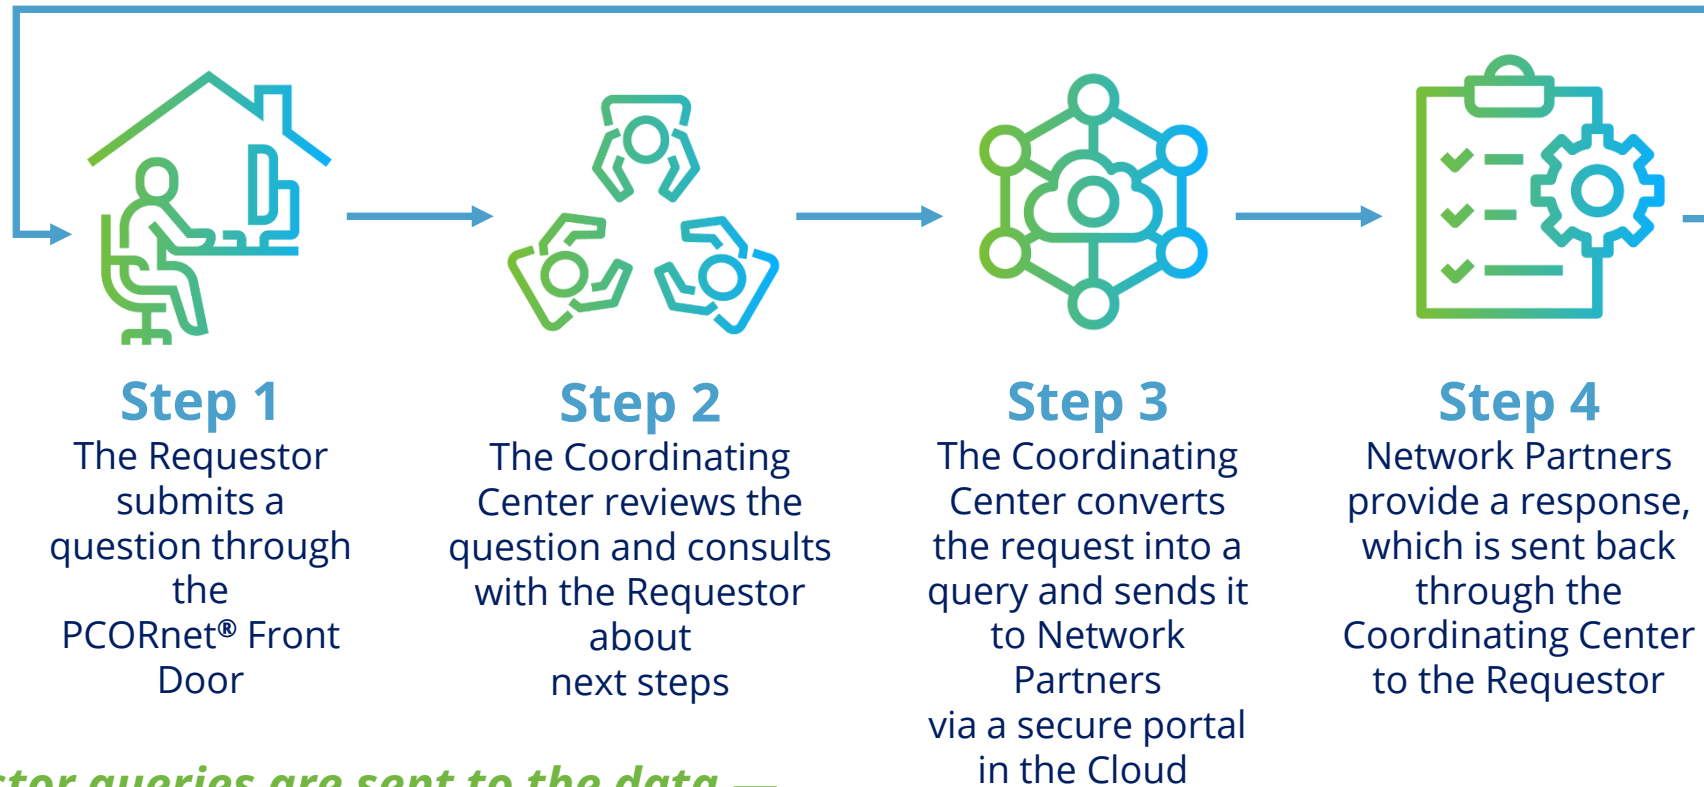 Step 1
The Requestor
submits a
question through
the
PCORnet® Front
Door
Step 2
The Coordinating
Center reviews the
question and consults
with the Requestor
about
next steps
Step 3
The Coordinating
Center converts
the request into a
query and sends it
to Network
Partners
via a secure portal
in the Cloud
Step 4
Network Partners
provide a response,
which is sent back
through the
Coordinating Center
to the Requestor
queries are sent to the data —